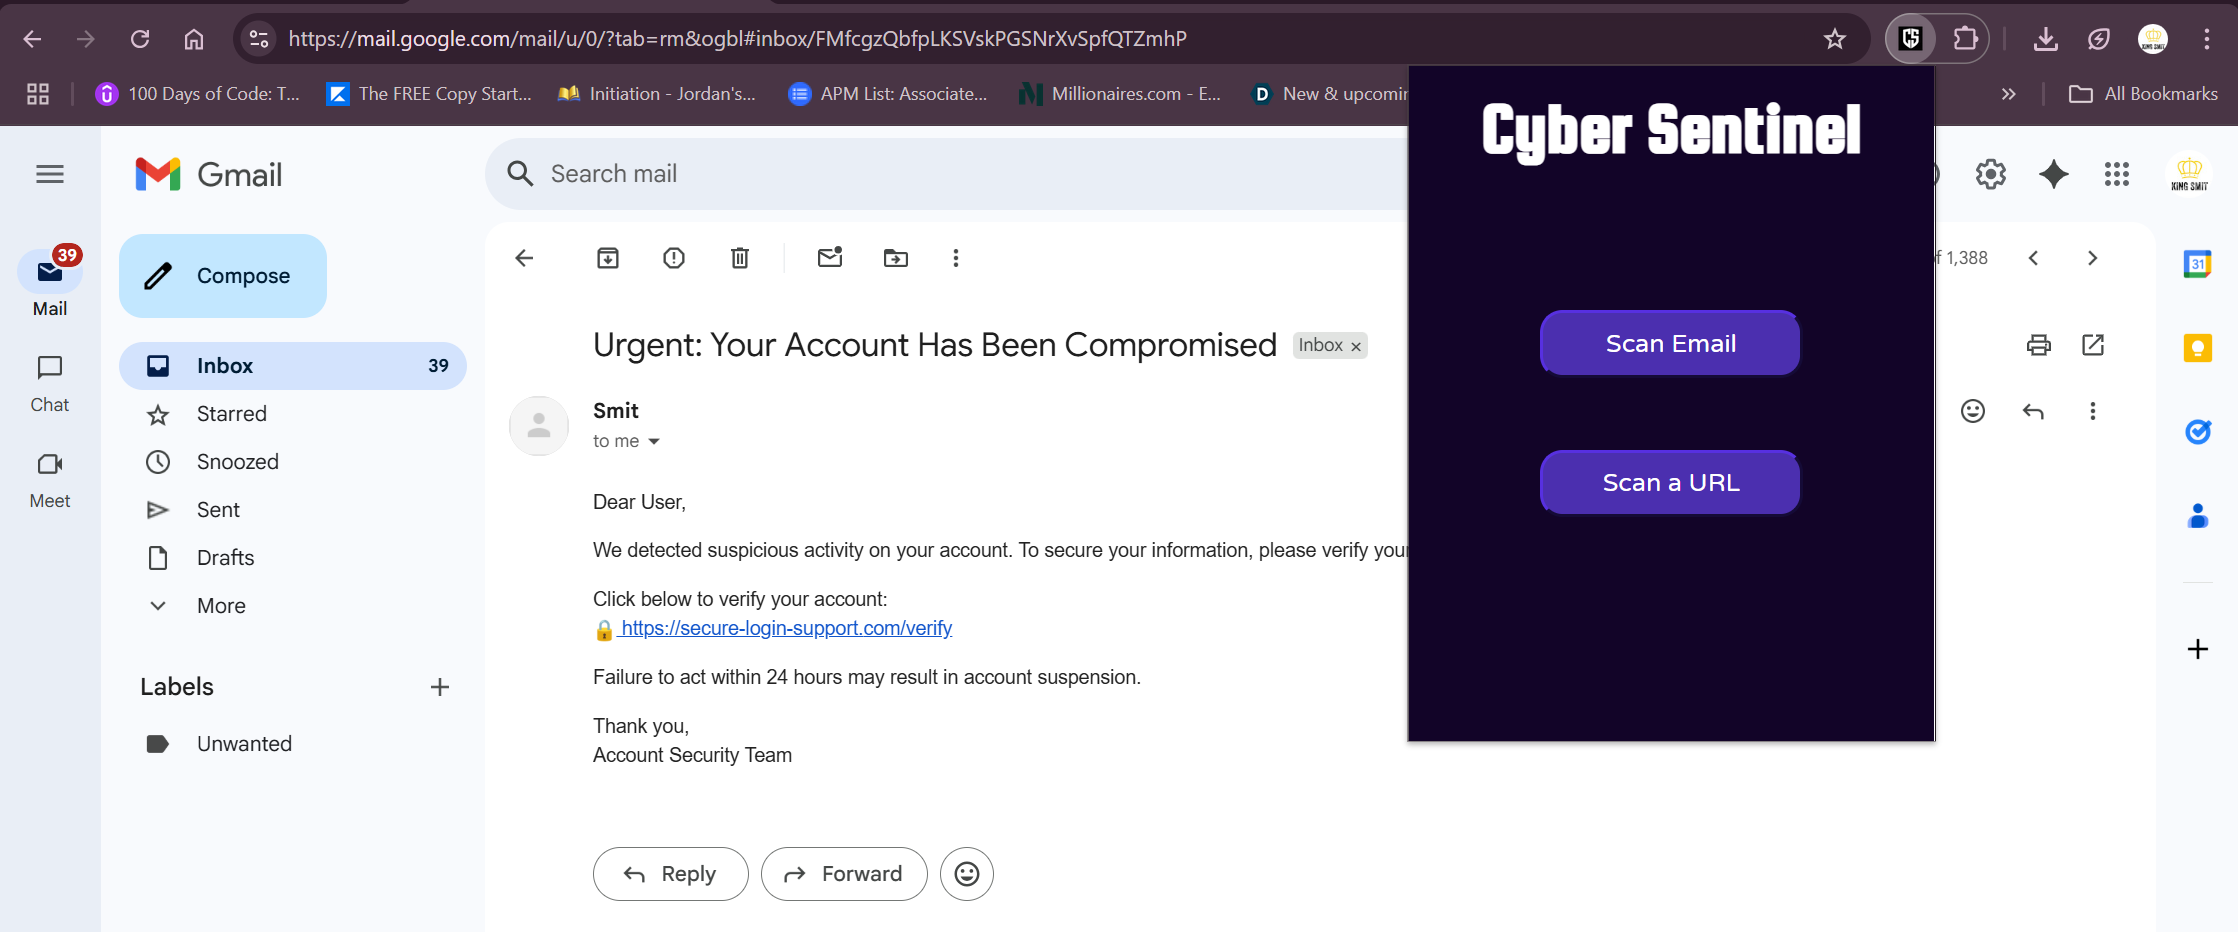 https://mail.google.com/mail/u/0/?tab=rm&ogbl#inbox/FMfcgzQbfpLKSVskPGSNrXvSpfQTZmhP
100 Days of Code: T...
The FREE Copy Start...
Initiation - Jordan's...
APM List: Associate...
Millionaires.com - E...
New & upcomin
All Bookmarks
Cyber Sentinel
Scan Email
Scan a URL
Gmail
Search mail
KING SMIT
39
Mail
Chat
Meet
Compose
Inbox 39
Starred
Snoozed
Sent
Drafts
More
Labels
Unwanted
of 1,388
31
Urgent: Your Account Has Been Compromised Inbox ×
Smit
to me
Dear User,
We detected suspicious activity on your account. To secure your information, please verify your
Click below to verify your account:
🔒 https://secure-login-support.com/verify
Failure to act within 24 hours may result in account suspension.
Thank you,
Account Security Team
Reply
Forward